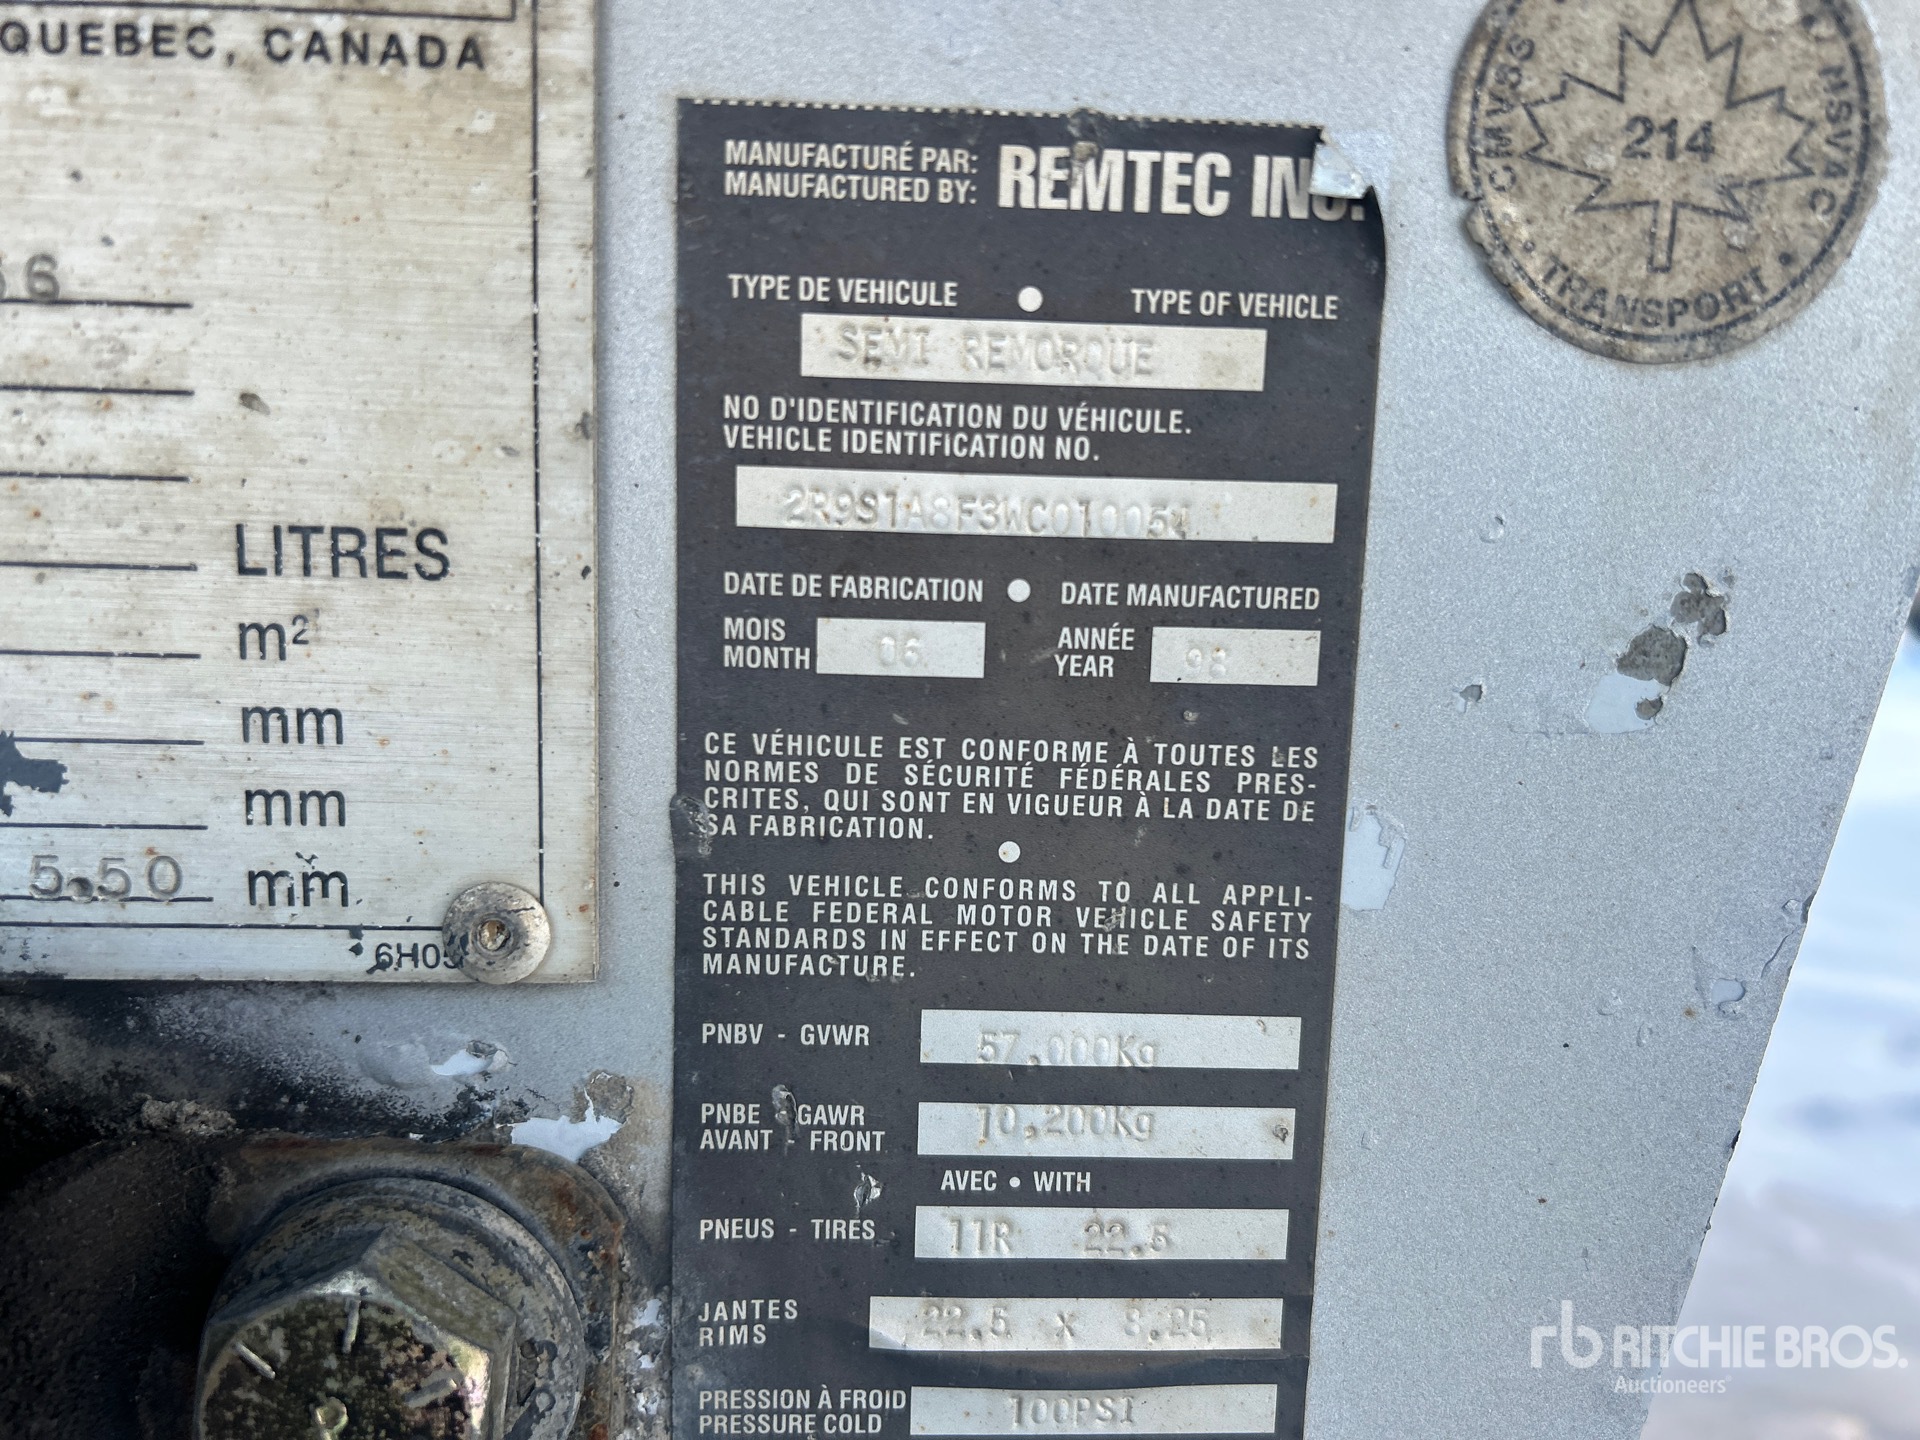 QUEBEC, CANADA
LITRES
m²
mm
mm
5.50 mm
MANUFACTURÉ PAR:
MANUFACTURED BY: REMTEC INC.
TYPE DE VEHICULE • TYPE OF VEHICLE
SEMI REMORQUE
NO D'IDENTIFICATION DU VÉHICULE.
VEHICLE IDENTIFICATION NO.
DATE DE FABRICATION • DATE MANUFACTURED
MOIS
MONTH 06
ANNÉE
YEAR 98
CE VÉHICULE EST CONFORME À TOUTES LES
NORMES DE SÉCURITÉ FÉDÉRALES PRES-
CRITES, QUI SONT EN VIGUEUR À LA DATE DE
SA FABRICATION.
THIS VEHICLE CONFORMS TO ALL APPLI-
CABLE FEDERAL MOTOR VEHICLE SAFETY
STANDARDS IN EFFECT ON THE DATE OF ITS
MANUFACTURE.
PNBV - GVWR 57,000Kg
PNBE - GAWR
AVANT - FRONT 10,200Kg
AVEC • WITH
PNEUS - TIRES 11R 22.5
JANTES
RIMS 22.5 x 8.25
PRESSION À FROID
PRESSURE COLD 100PSI
CMVSS
NSVAC
214
TRANSPORT
rb RITCHIE BROS.
Auctioneers